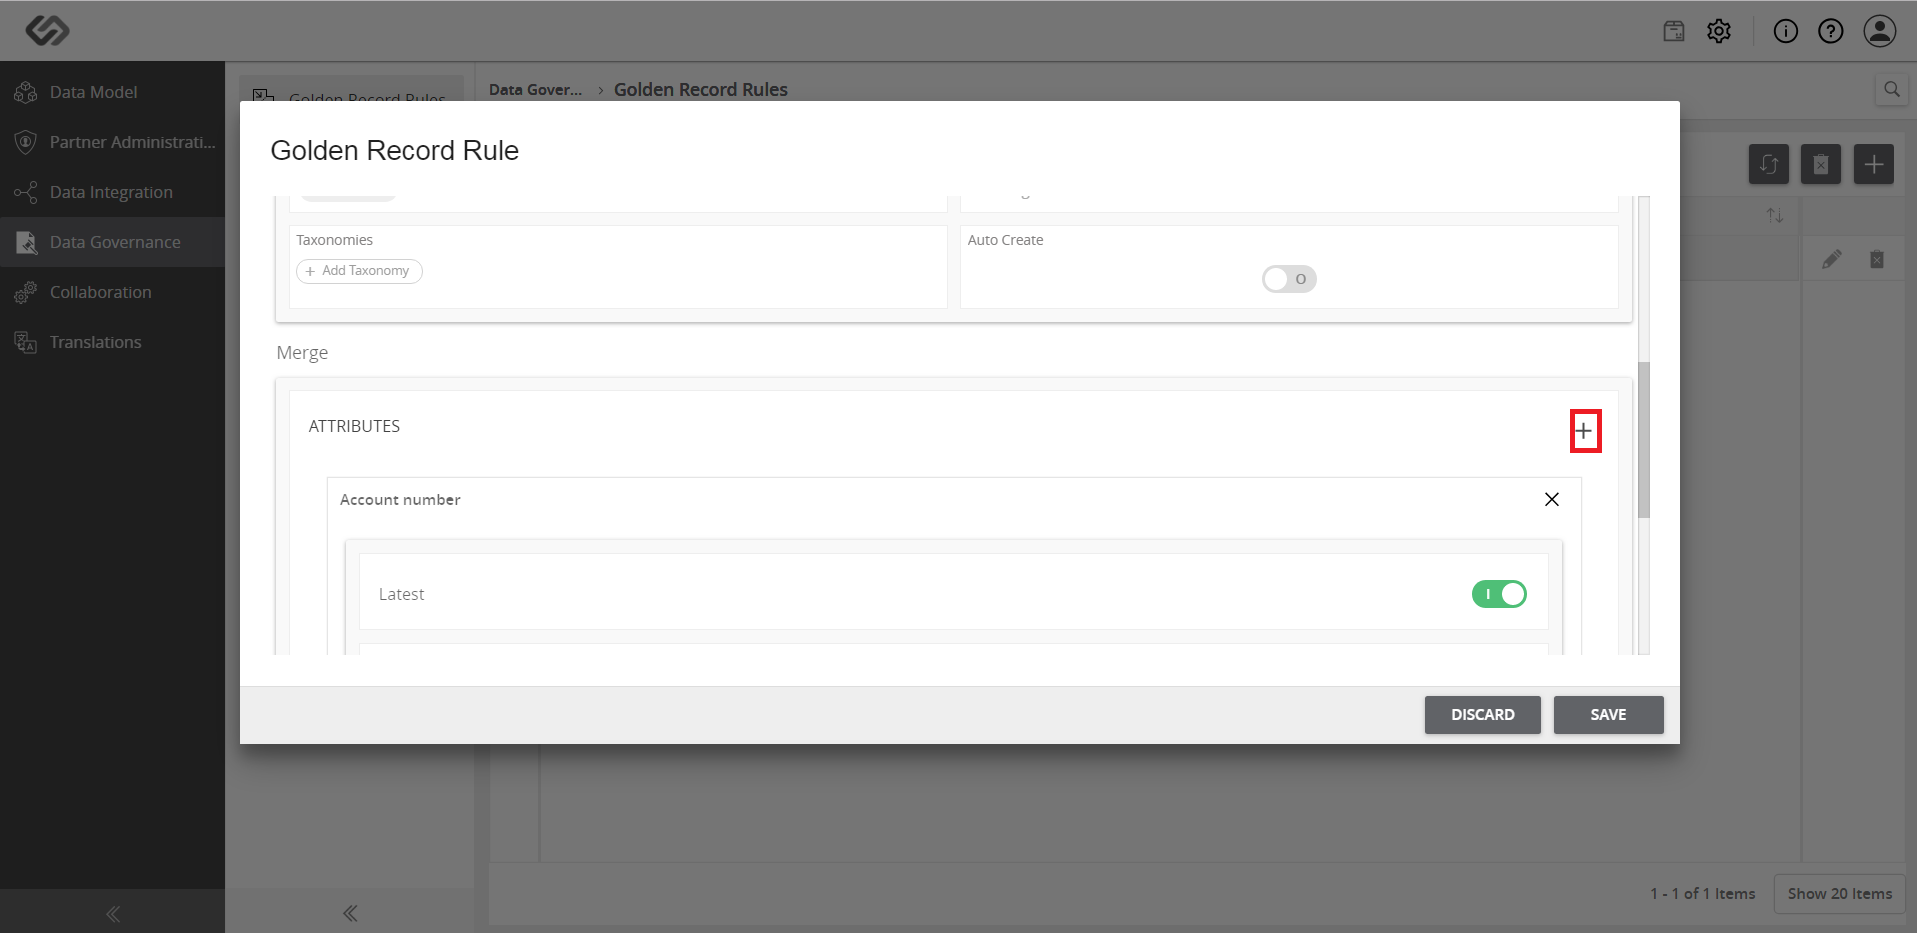 Data Model
Partner Administrati...
Data Integration
Data Governance
Collaboration
Translations
Golden Record Rules
Data Gover... > Golden Record Rules
Golden Record Rule
Taxonomies
+ Add Taxonomy
Auto Create
O
Merge
ATTRIBUTES
Account number
Latest
I
DISCARD
SAVE
1 - 1 of 1 Items
Show 20 Items